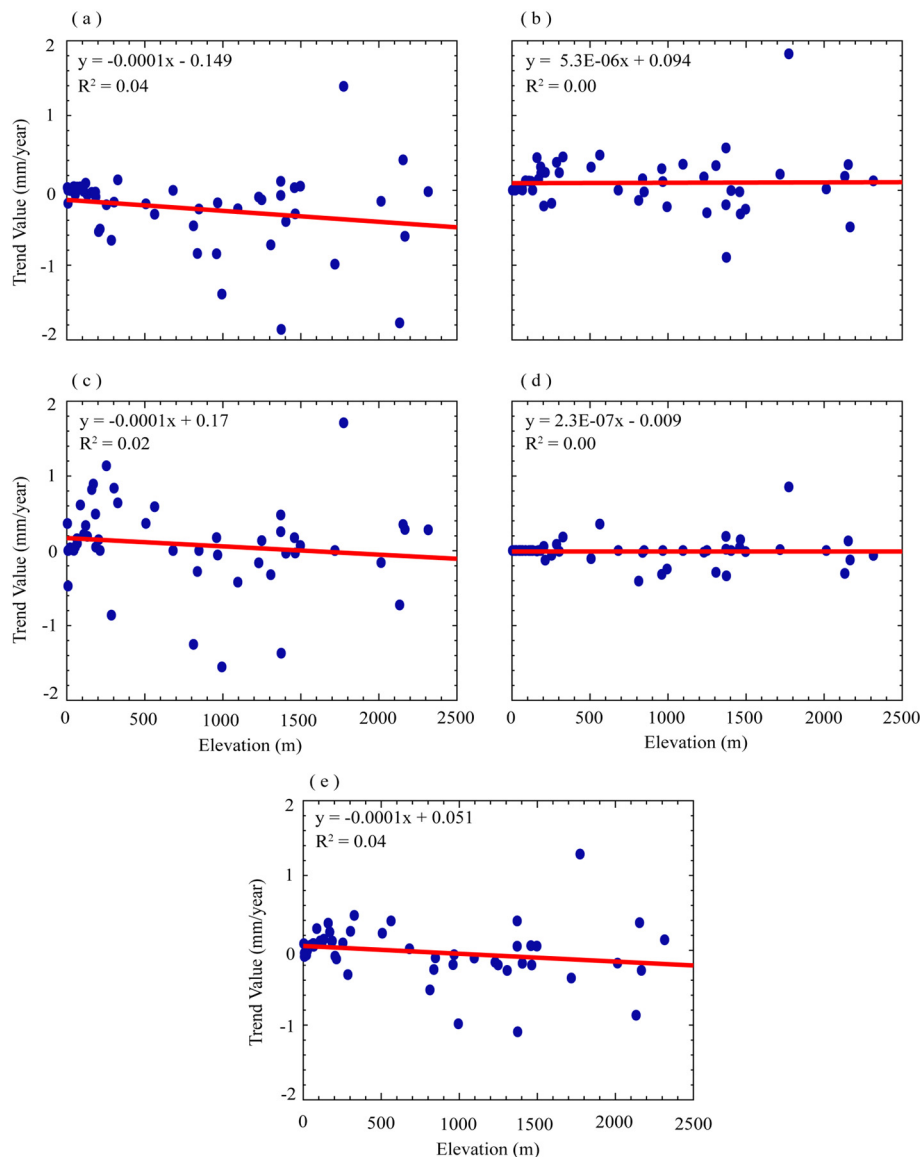 ( a )
y = -0.0001x - 0.149
R² = 0.04
2
1
0
-1
-2
Trend Value (mm/year)
( b )
y = 5.3E-06x + 0.094
R² = 0.00
( c )
y = -0.0001x + 0.17
R² = 0.02
2
1
0
-1
-2
Trend Value (mm/year)
0 500 1000 1500 2000 2500
Elevation (m)
( d )
y = 2.3E-07x - 0.009
R² = 0.00
0 500 1000 1500 2000 2500
Elevation (m)
( e )
y = -0.0001x + 0.051
R² = 0.04
2
1
0
-1
-2
Trend Value (mm/year)
0 500 1000 1500 2000 2500
Elevation (m)